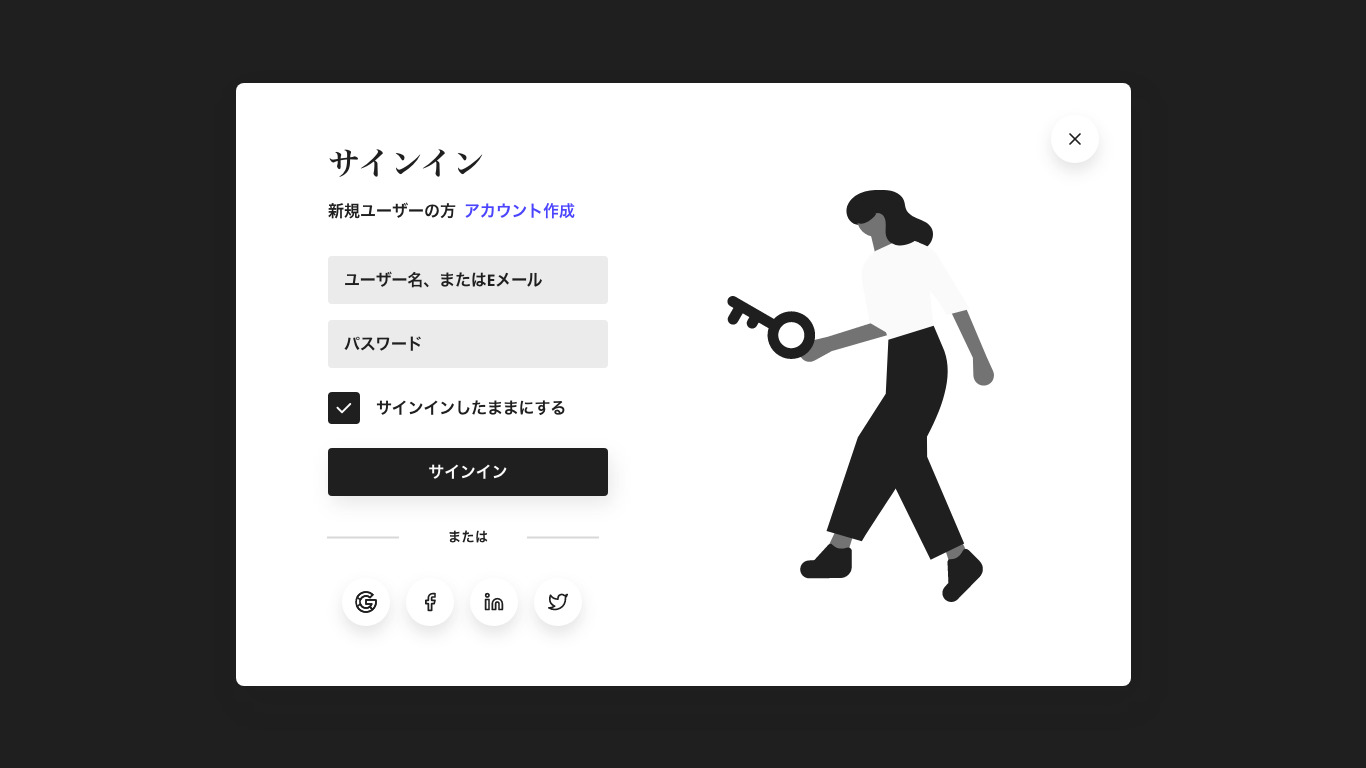 サインイン
新規ユーザーの方 アカウント作成
ユーザー名、またはEメール
パスワード
サインインしたままにする
サインイン
または